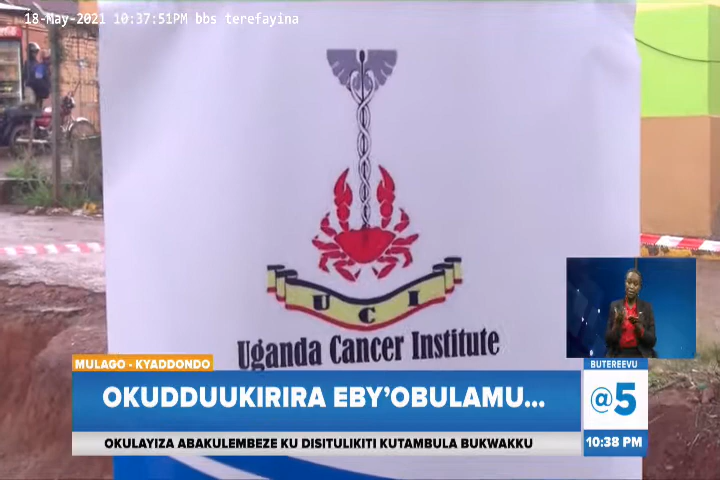 18-May-2021 10:37:51PM bbs terefayina
U C I
Uganda Cancer Institute
MULAGO - KYADDONDO
OKUDDUUKIRIRA EBY'OBULAMU...
OKULAYIZA ABAKULEMBEZE KU DISITULIKITI KUTAMBULA BUKWAKKU
BUTEREEVU
@5
10:38 PM